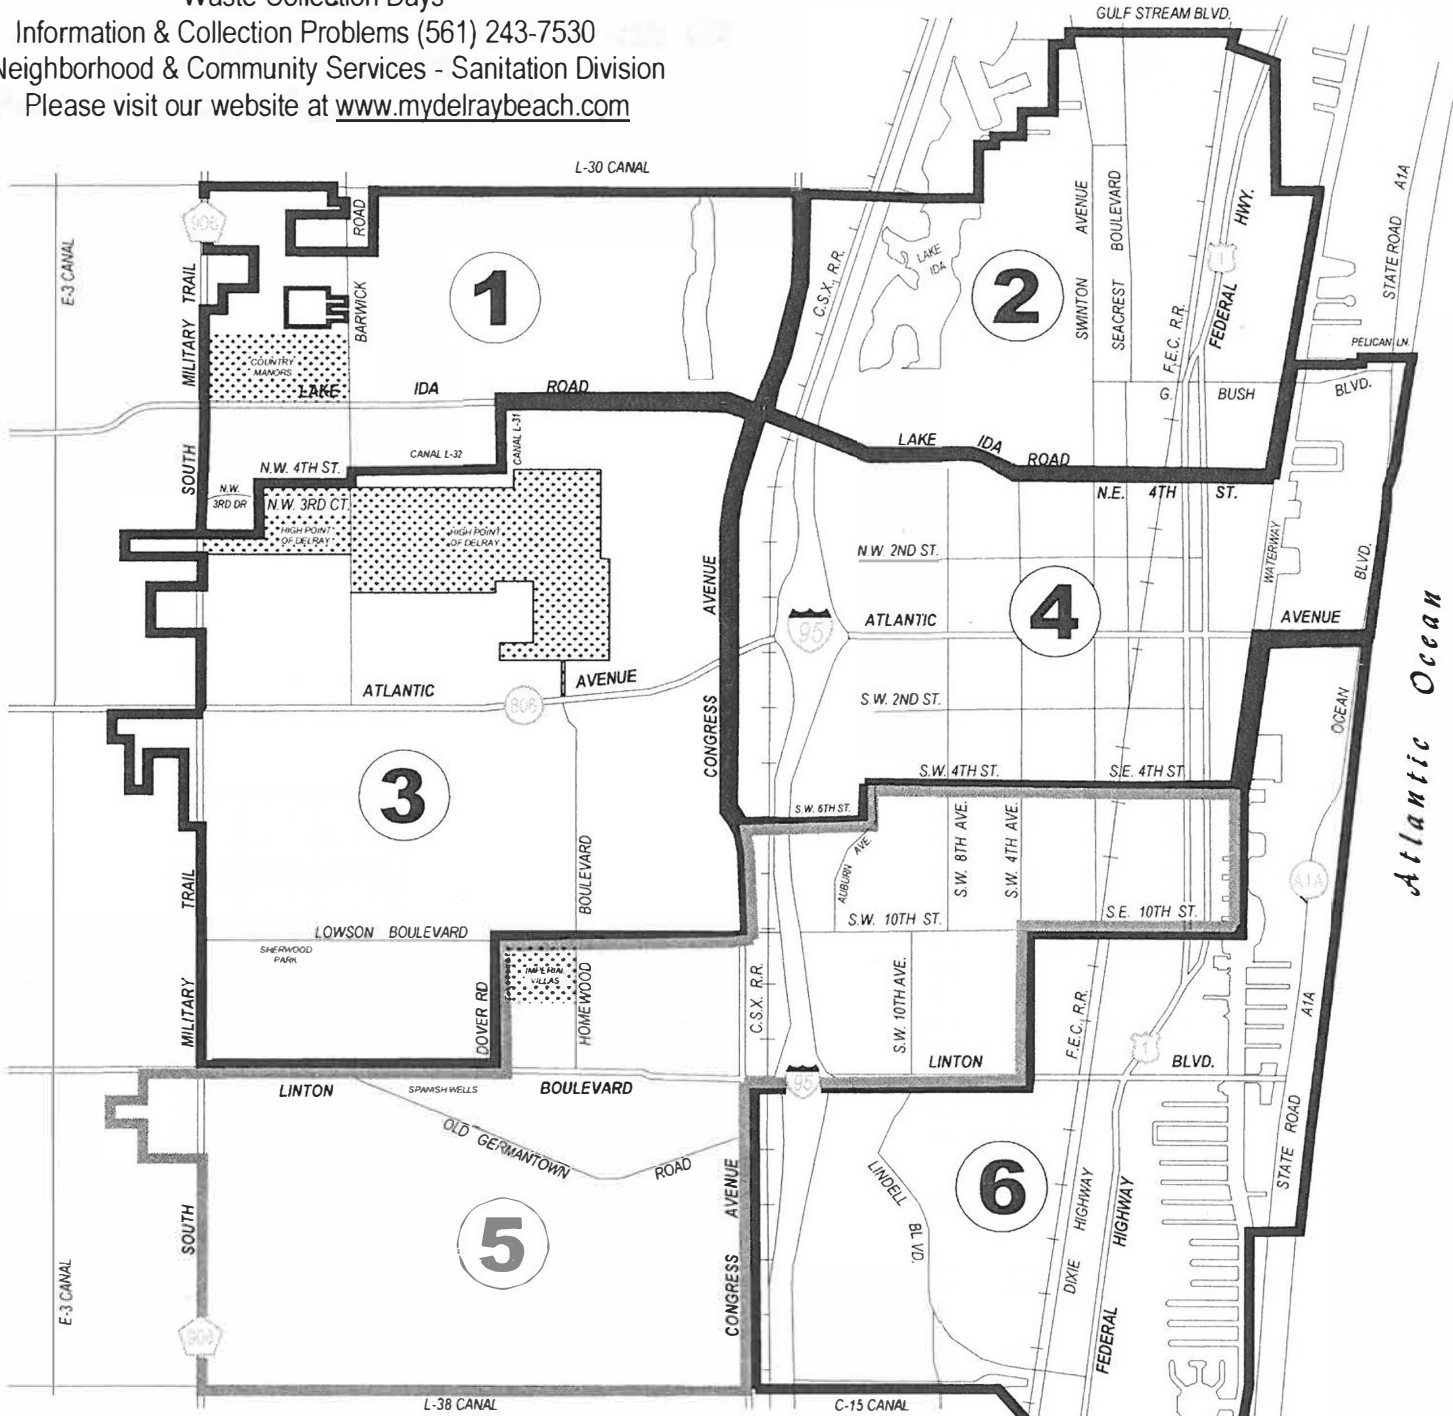 Waste Collection Days
Information & Collection Problems (561) 243-7530
Neighborhood & Community Services - Sanitation Division
Please visit our website at www.mydelraybeach.com
GULF STREAM BLVD.
L-30 CANAL
906
ROAD
E-3 CANAL
MILITARY TRAIL
BARWICK
1
C.S.X. R.R.
LAKE
IDA
2
SWINTON AVENUE
SEACREST BOULEVARD
F.E.C. R.R.
1
FEDERAL HWY.
STATE ROAD A1A
PELICAN LN.
COUNTRY
MANORS
LAKE IDA ROAD
G. BUSH BLVD.
SOUTH
CANAL L-31
CANAL L-32
N.W. 4TH ST.
LAKE IDA ROAD
N.W.
3RD DR
N.W. 3RD CT.
N.E. 4TH ST.
HIGH POINT
OF DELRAY
HIGH POINT
OF DELRAY
N.W. 2ND ST.
WATERWAY
BLVD.
AVENUE
95
ATLANTIC
4
AVENUE
Atlantic Ocean
ATLANTIC AVENUE
806
S.W. 2ND ST.
OCEAN
CONGRESS
3
S.W. 4TH ST.
S.E. 4TH ST.
S.W. 6TH ST.
AUBURN AVE.
S.W. 8TH AVE.
S.W. 4TH AVE.
TRAIL
BOULEVARD
A1A
S.W. 10TH ST.
S.E. 10TH ST.
LOWSON BOULEVARD
SHERWOOD
PARK
IMPERIAL
VILLAS
MILITARY
DOVER RD
HOMEWOOD
C.S.X. R.R.
S.W. 10TH AVE.
F.E.C. R.R.
A1A
1
LINTON BLVD.
95
LINTON BOULEVARD
SPANISH WELLS
OLD GERMANTOWN ROAD
STATE ROAD
AVENUE
LINDELL BLVD.
6
DIXIE HIGHWAY
HIGHWAY
SOUTH
5
E-3 CANAL
CONGRESS
FEDERAL
L-38 CANAL
C-15 CANAL